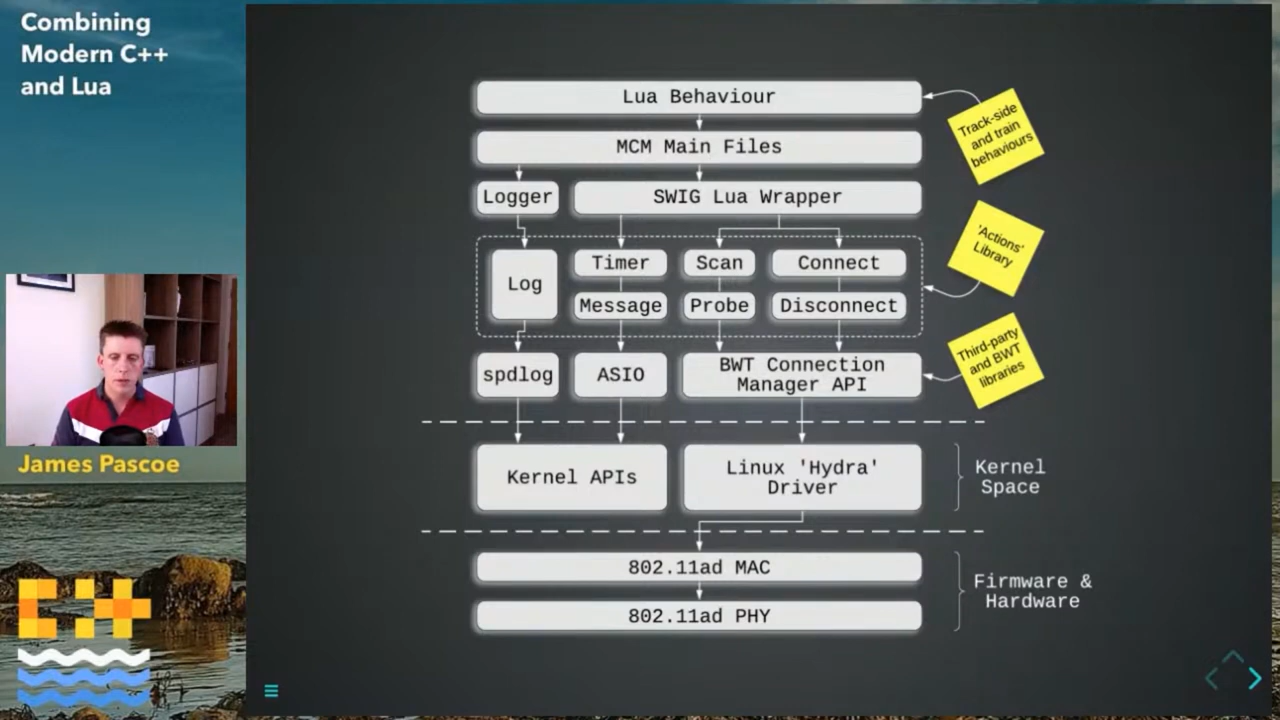 Combining
Modern C++
and Lua
James Pascoe
C++
Lua Behaviour
MCM Main Files
Logger
SWIG Lua Wrapper
Log
Timer
Scan
Connect
Message
Probe
Disconnect
spdlog
ASIO
BWT Connection
Manager API
Kernel APIs
Linux 'Hydra'
Driver
802.11ad MAC
802.11ad PHY
Track-side
and train
behaviours
'Actions'
Library
Third-party
and BWT
libraries
Kernel
Space
Firmware &
Hardware